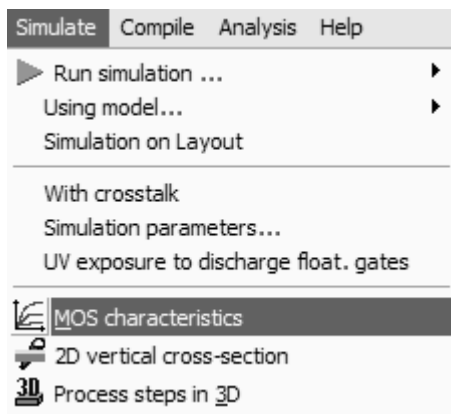 Simulate Compile Analysis Help
Run simulation ...
Using model...
Simulation on Layout
With crosstalk
Simulation parameters...
UV exposure to discharge float. gates
MOS characteristics
2D vertical cross-section
3D Process steps in 3D